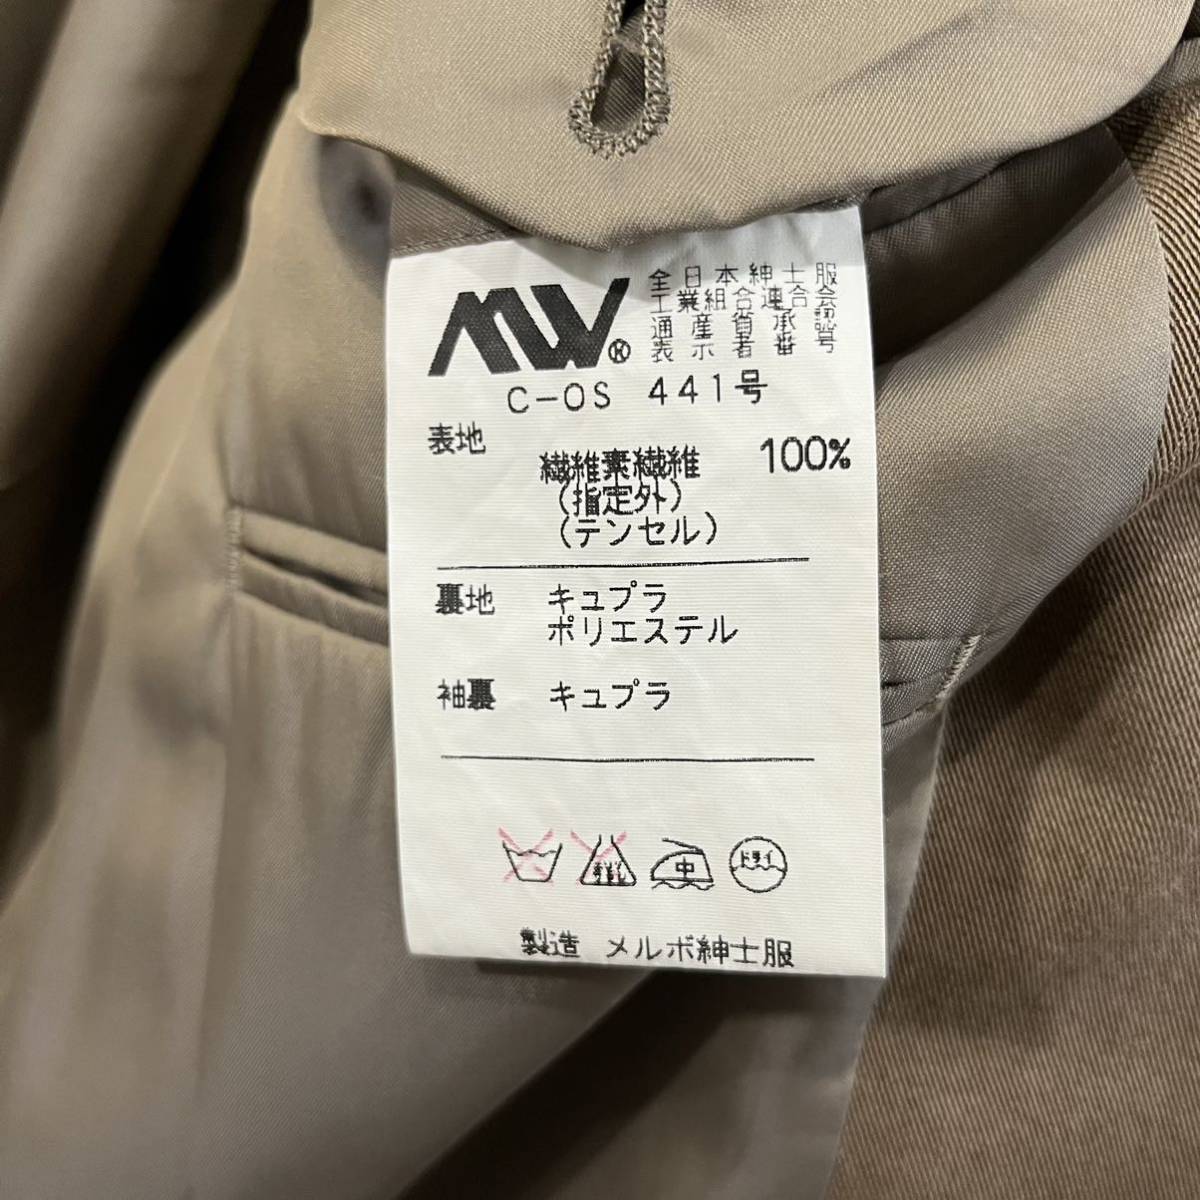 MW®
全日本紳士服
工業組合連合会
通産省承認
表示者番号
C-OS 441号
表地
繊維素繊維 100%
(指定外)
(テンセル)
裏地 キュプラ
ポリエステル
袖裏 キュプラ
中 ドライ
製造 メルボ紳士服